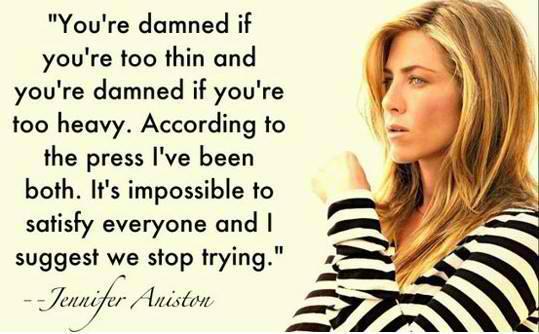 "You're damned if
you're too thin and
you're damned if you're
too heavy. According to
the press I've been
both. It's impossible to
satisfy everyone and I
suggest we stop trying."
--Jennifer Aniston